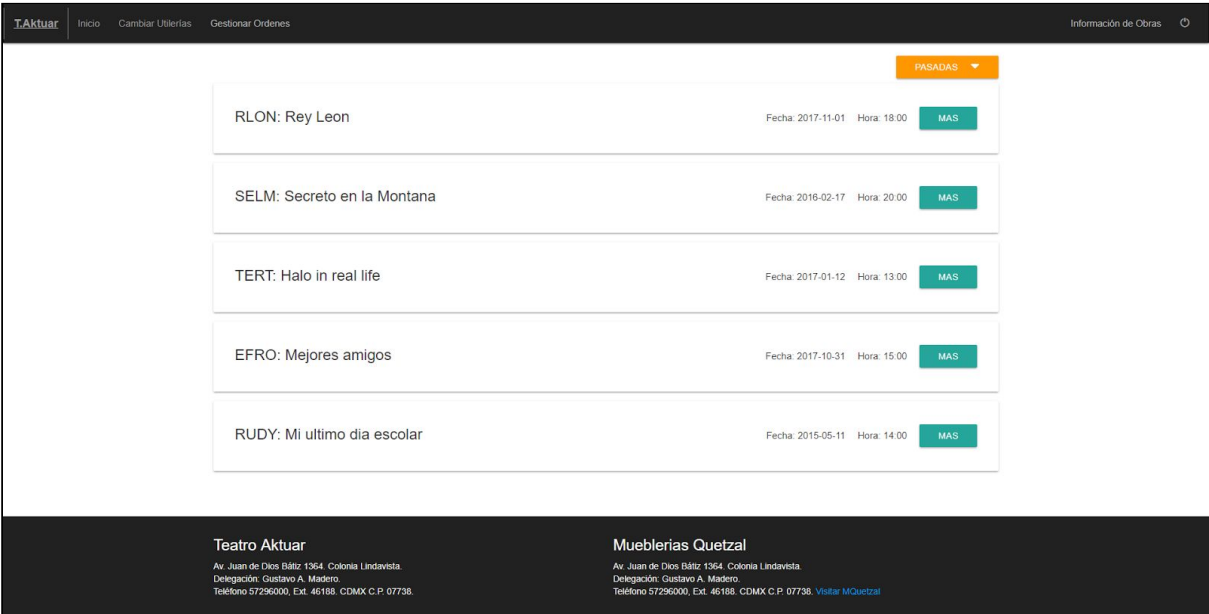 T.Aktuar Inicio Cambiar Utilerías Gestionar Ordenes Información de Obras
PASADAS
RLON: Rey Leon Fecha: 2017-11-01 Hora: 18:00 MAS
SELM: Secreto en la Montana Fecha: 2016-02-17 Hora: 20:00 MAS
TERT: Halo in real life Fecha: 2017-01-12 Hora: 13:00 MAS
EFRO: Mejores amigos Fecha: 2017-10-31 Hora: 15:00 MAS
RUDY: Mi ultimo dia escolar Fecha: 2015-05-11 Hora: 14:00 MAS
Teatro Aktuar
Av. Juan de Dios Bátiz 1364. Colonia Lindavista.
Delegación: Gustavo A. Madero.
Teléfono 57296000, Ext. 46188. CDMX C.P. 07738.
Mueblerias Quetzal
Av. Juan de Dios Bátiz 1364. Colonia Lindavista.
Delegación: Gustavo A. Madero.
Teléfono 57296000, Ext. 46188. CDMX C.P. 07738. Visitar MQuetzal